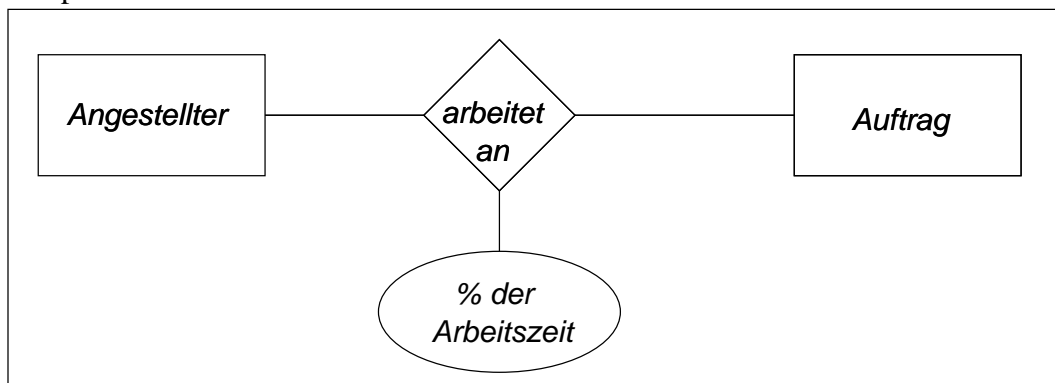 Angestellter
arbeitet
an
Auftrag
% der
Arbeitszeit